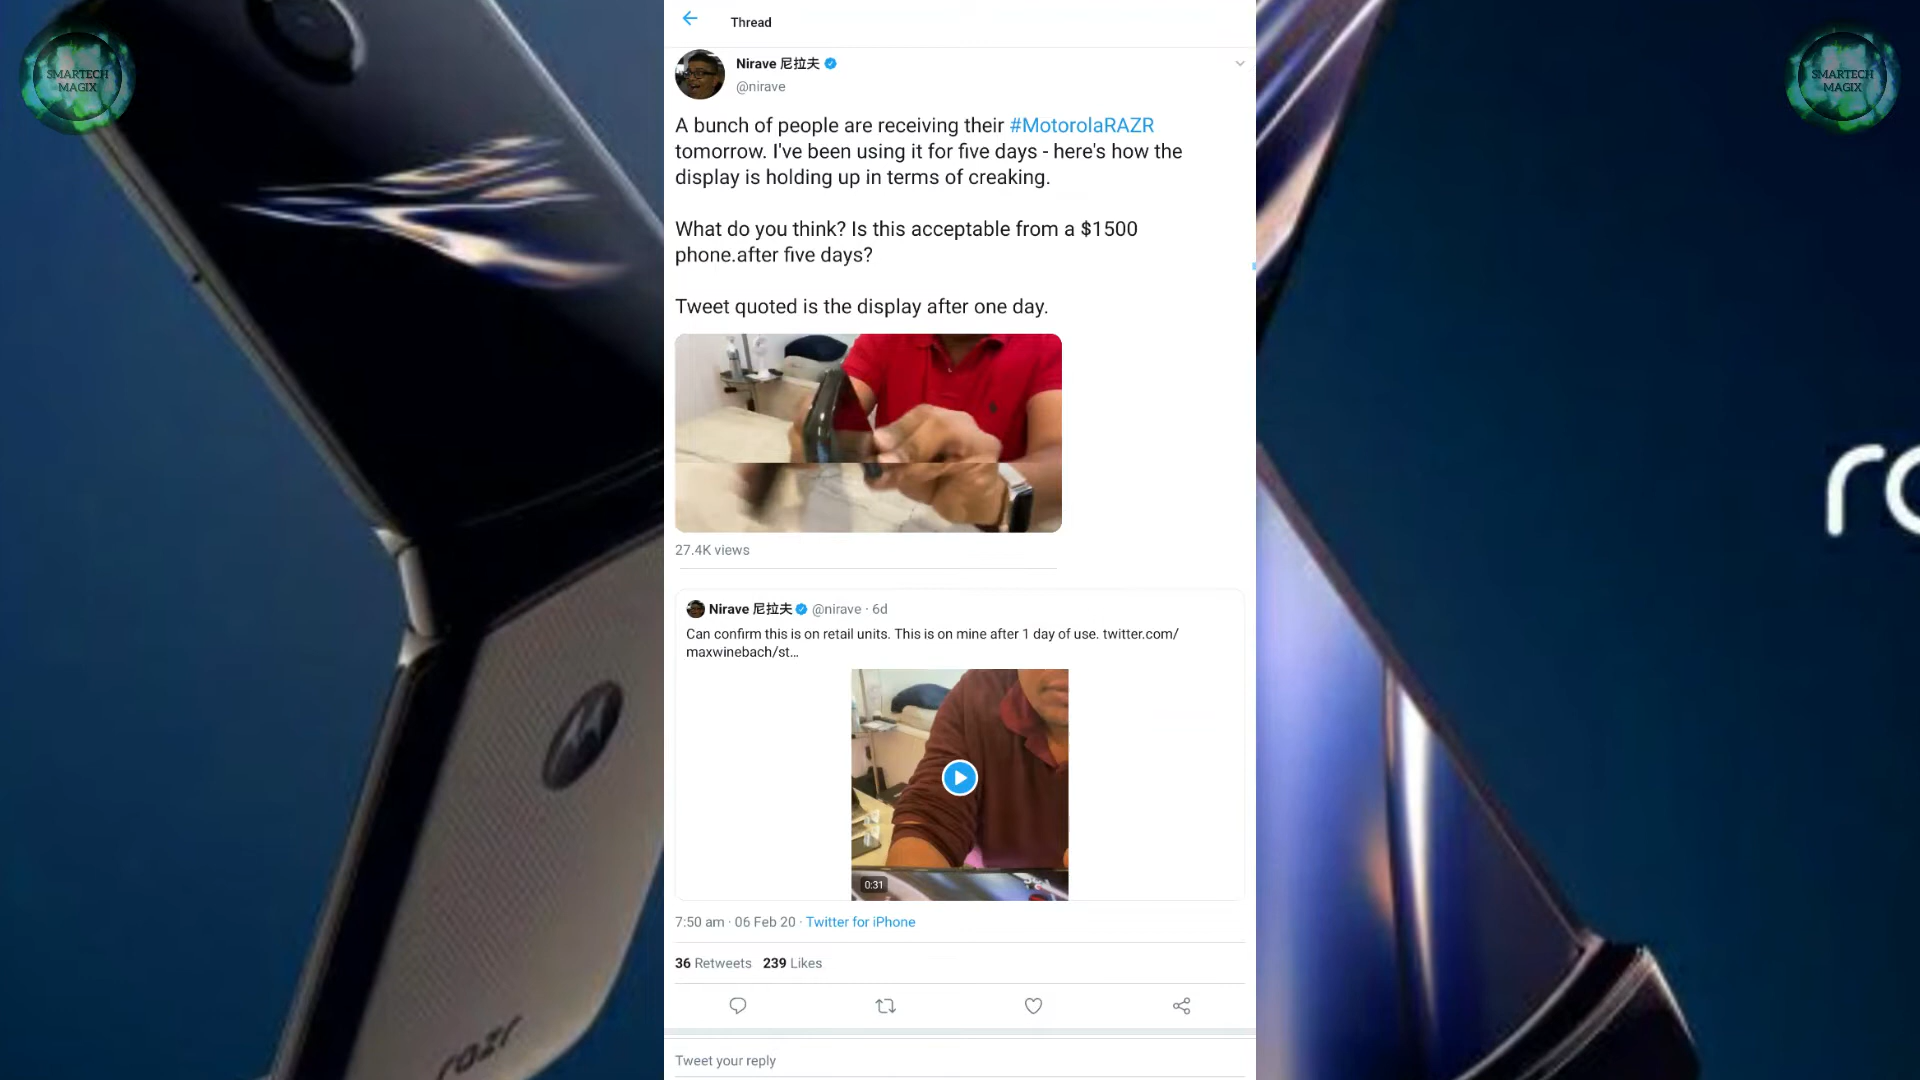 SMARTECH
MAGIX
SMARTECH
MAGIX
Thread
Nirave 尼拉夫
@nirave
A bunch of people are receiving their #MotorolaRAZR
tomorrow. I've been using it for five days - here's how the
display is holding up in terms of creaking.
What do you think? Is this acceptable from a $1500
phone.after five days?
Tweet quoted is the display after one day.
27.4K views
Nirave 尼拉夫 @nirave · 6d
Can confirm this is on retail units. This is on mine after 1 day of use. twitter.com/
maxwinebach/st...
0:31
7:50 am · 06 Feb 20 · Twitter for iPhone
36 Retweets 239 Likes
Tweet your reply
razr